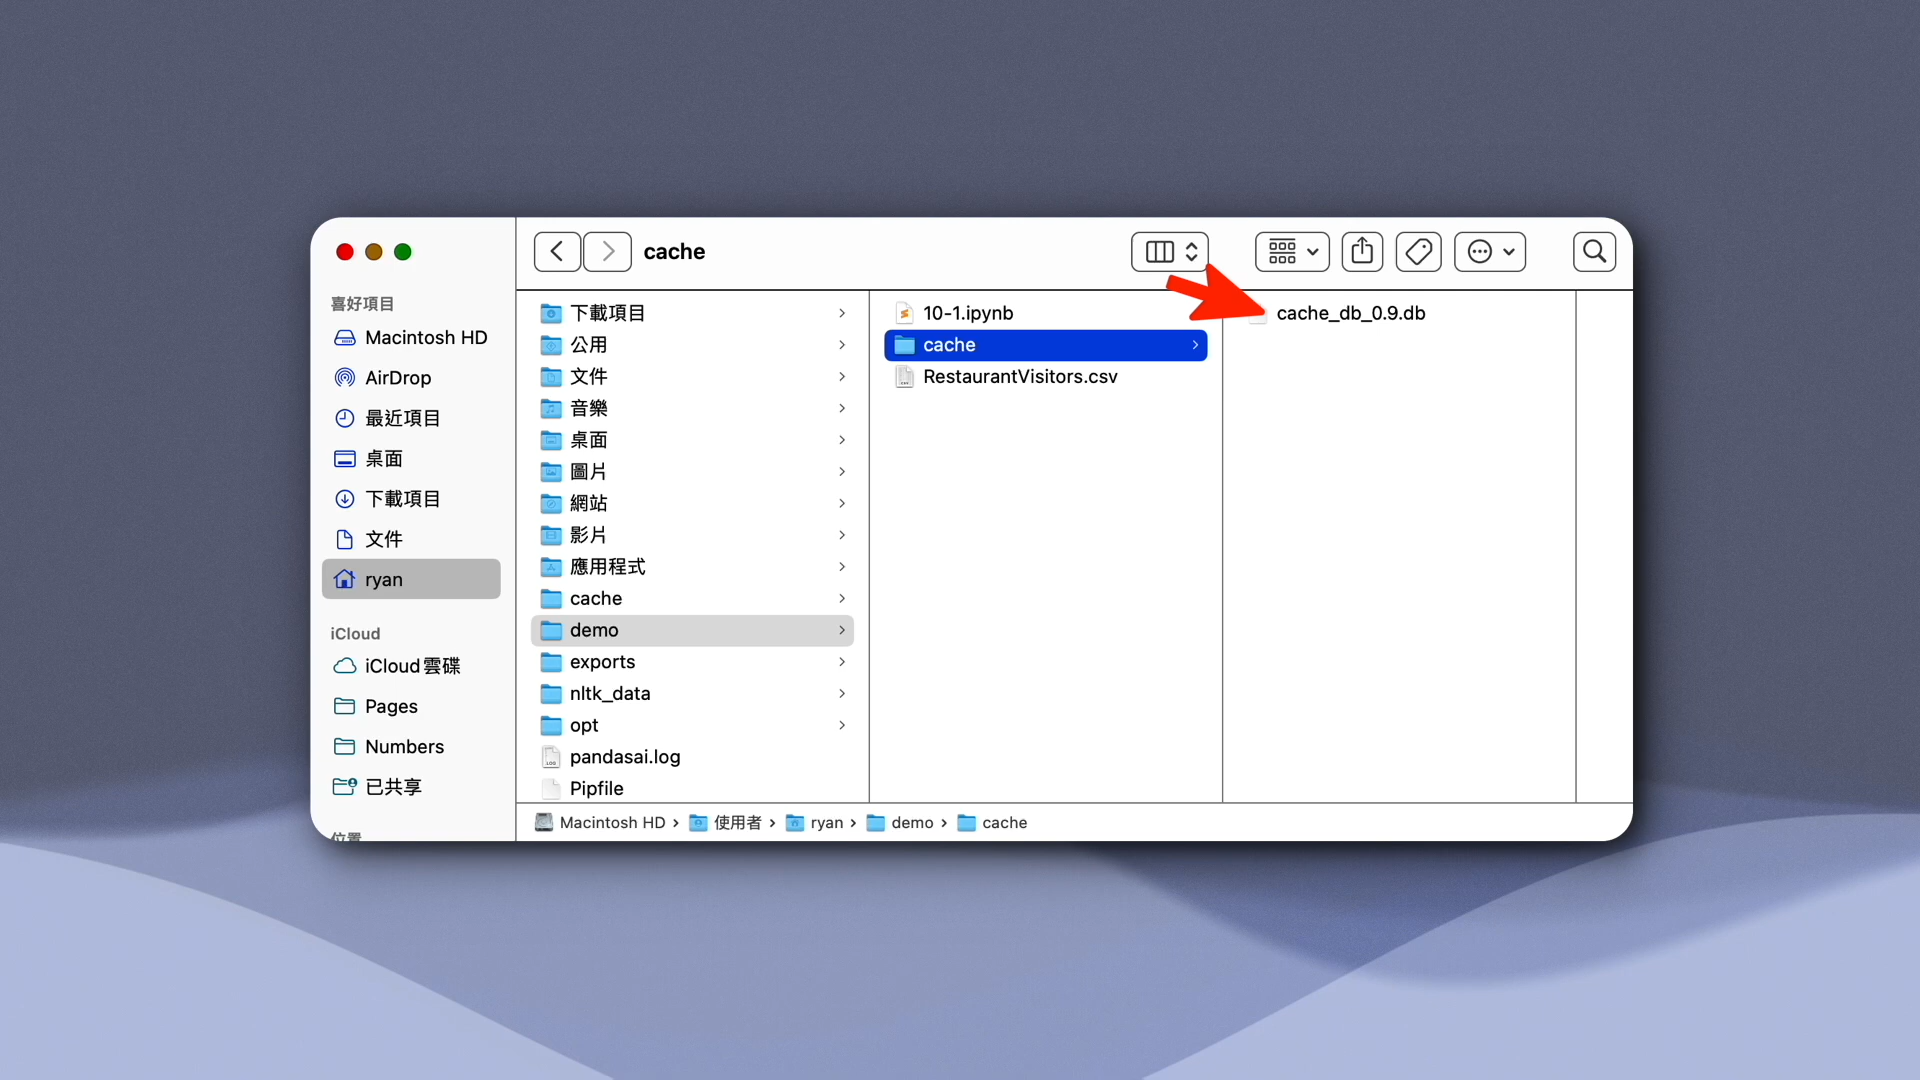 cache
喜好項目
Macintosh HD
AirDrop
最近項目
桌面
下載項目
文件
ryan
iCloud
iCloud雲碟
Pages
Numbers
已共享
位置
下載項目
公用
文件
音樂
桌面
圖片
網站
影片
應用程式
cache
demo
exports
nltk_data
opt
pandasai.log
Pipfile
10-1.ipynb
cache
RestaurantVisitors.csv
cache_db_0.9.db
Macintosh HD › 使用者 › ryan › demo › cache